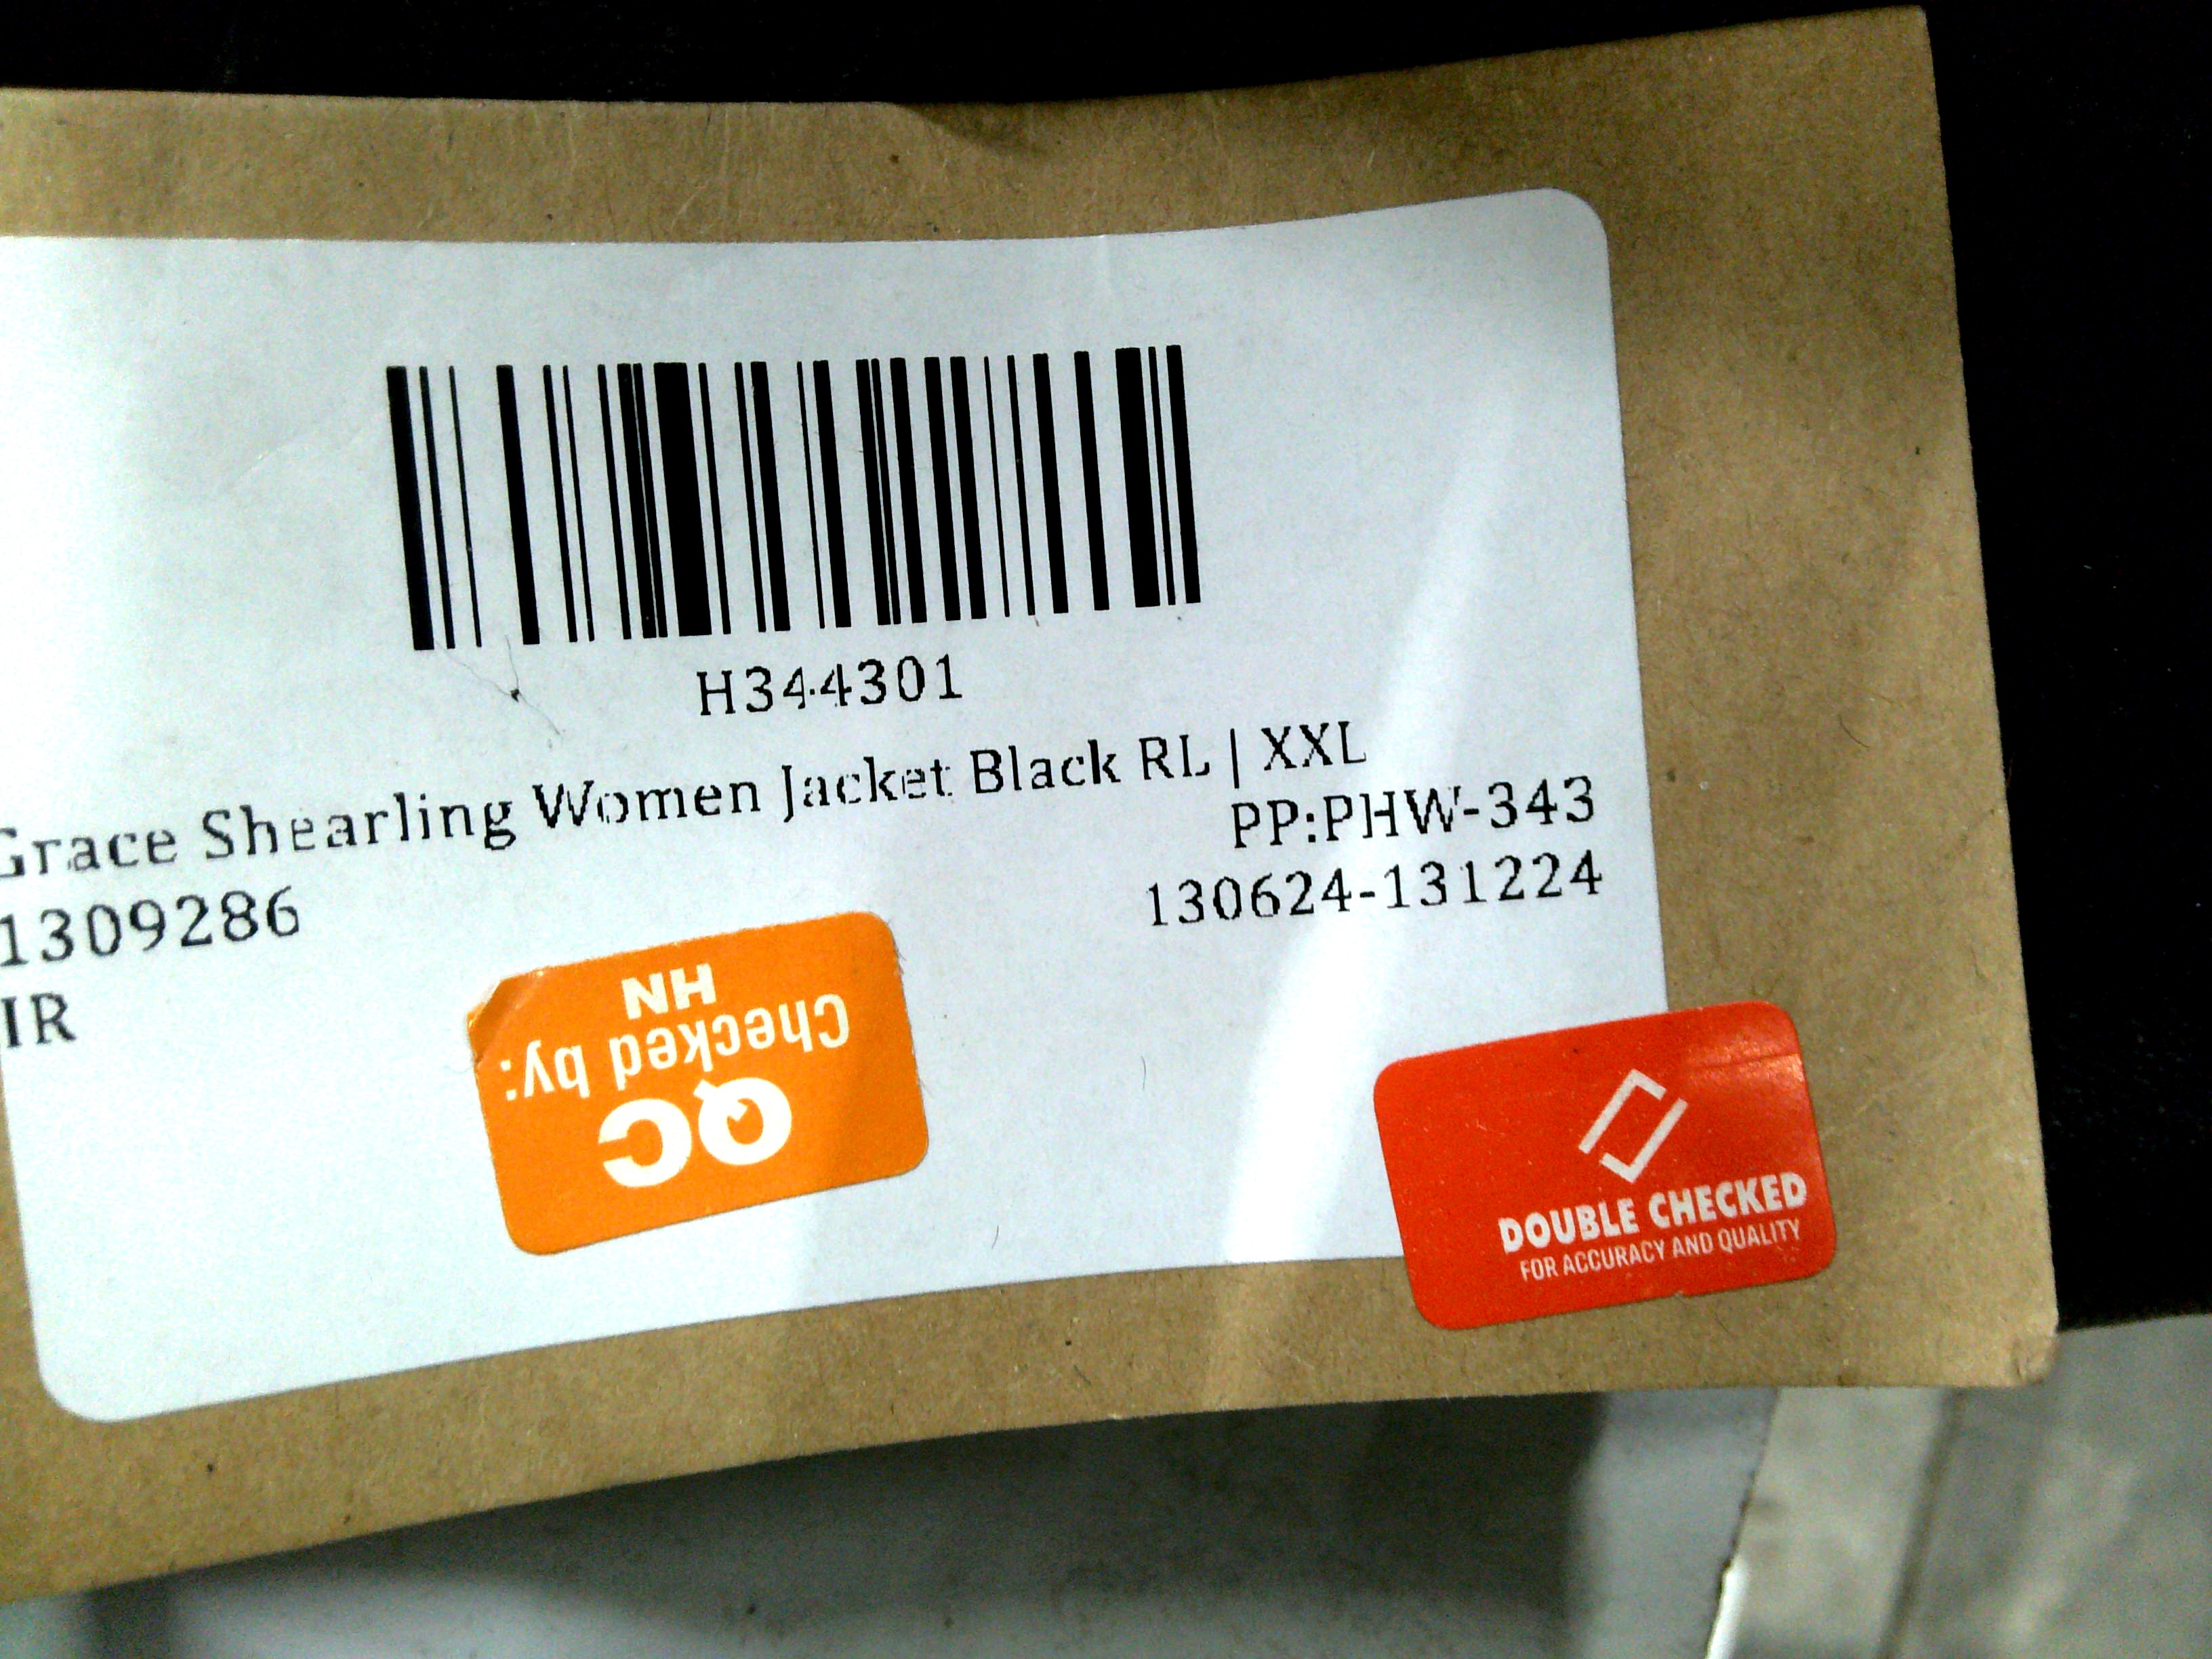 H344301
Grace Shearling Women Jacket Black RL | XXL
PP:PHW-343
1309286
130624-131224
IR
QC
Checked by:
HN
DOUBLE CHECKED
FOR ACCURACY AND QUALITY